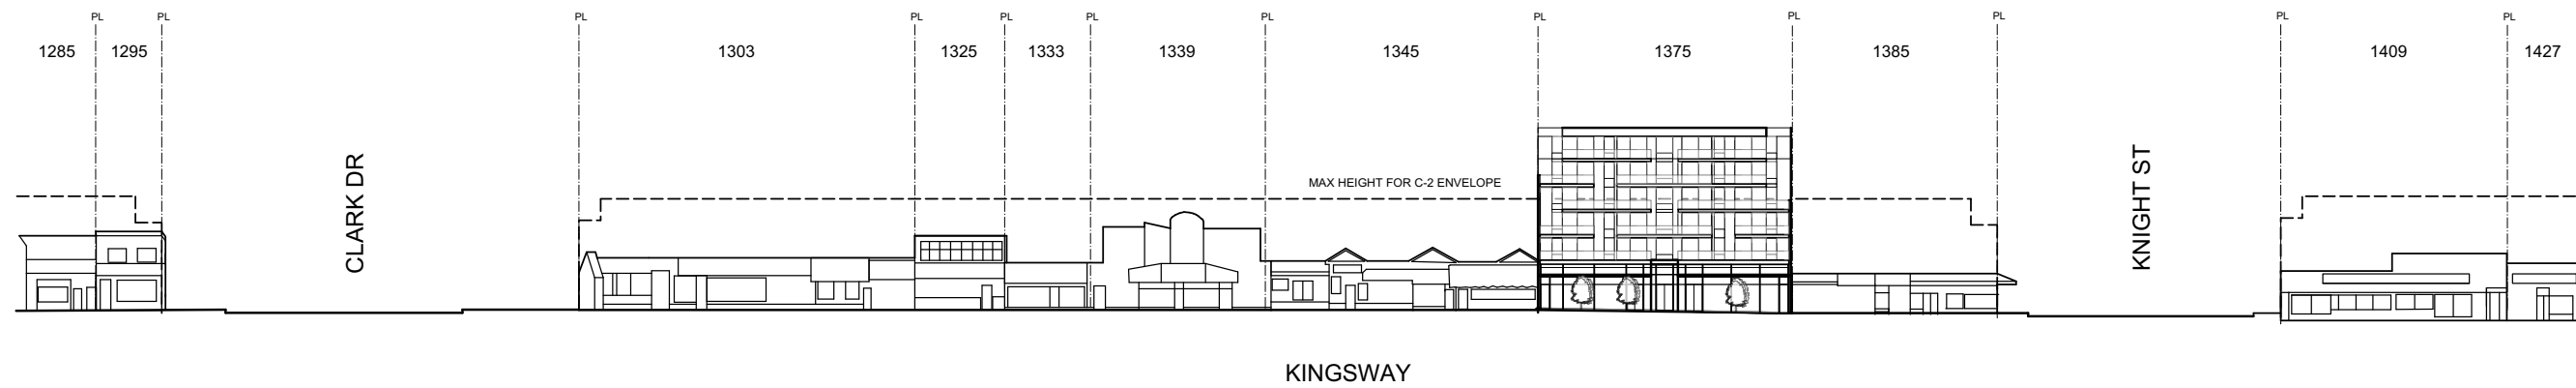 PL PL PL PL PL PL PL PL PL PL PL PL
1285 1295 1303 1325 1333 1339 1345 1375 1385 1409 1427
CLARK DR
MAX HEIGHT FOR C-2 ENVELOPE
KNIGHT ST
KINGSWAY